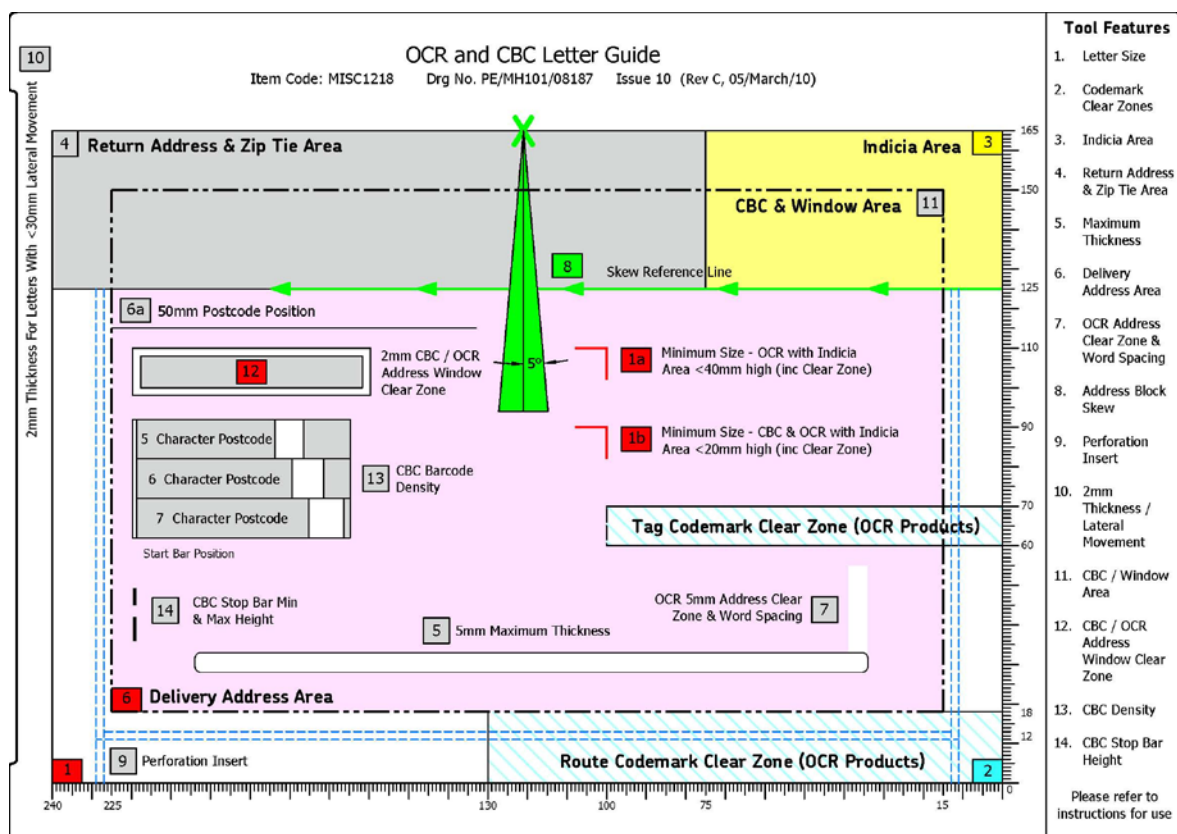 OCR and CBC Letter Guide
Item Code: MISC1218 Drg No. PE/MH101/08187 Issue 10 (Rev C, 05/March/10)
10
2mm Thickness For Letters With <30mm Lateral Movement
4 Return Address & Zip Tie Area
Indicia Area 3
CBC & Window Area 11
8
Skew Reference Line
6a 50mm Postcode Position
12
2mm CBC / OCR
Address Window
Clear Zone
5º
1a
Minimum Size - OCR with Indicia
Area <40mm high (inc Clear Zone)
1b
Minimum Size - CBC & OCR with Indicia
Area <20mm high (inc Clear Zone)
5 Character Postcode
6 Character Postcode
7 Character Postcode
Start Bar Position
13
CBC Barcode
Density
Tag Codemark Clear Zone (OCR Products)
14
CBC Stop Bar Min
& Max Height
OCR 5mm Address Clear
Zone & Word Spacing
7
5 5mm Maximum Thickness
6 Delivery Address Area
9 Perforation Insert
Route Codemark Clear Zone (OCR Products)
1
2
165
150
125
110
90
70
60
18
12
0
240 225 130 100 75 15
Tool Features
1. Letter Size
2. Codemark
Clear Zones
3. Indicia Area
4. Return Address
& Zip Tie Area
5. Maximum
Thickness
6. Delivery
Address Area
7. OCR Address
Clear Zone &
Word Spacing
8. Address Block
Skew
9. Perforation
Insert
10. 2mm
Thickness /
Lateral
Movement
11. CBC / Window
Area
12. CBC / OCR
Address
Window Clear
Zone
13. CBC Density
14. CBC Stop Bar
Height
Please refer to
instructions for use